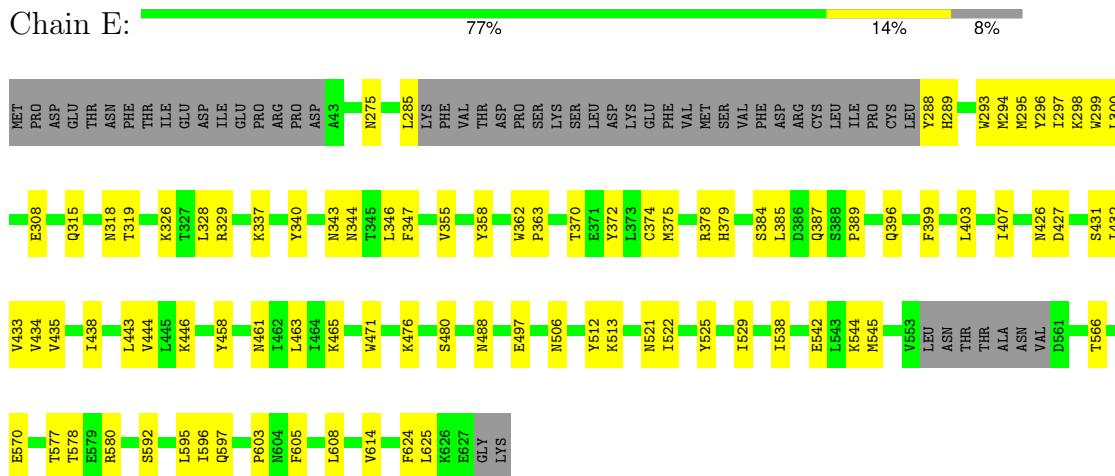 Chain E:
77% 14% 8%
MET PRO ASP GLU THR ASN PHE THR ILE GLU ASP ILE GLU PRO ARG PRO ASP A43 N275 L285 LYS PHE VAL THR ASP PRO SER LYS SER LEU ASP LYS GLU PHE VAL MET SER VAL PHE ASP ARG CYS LEU ILE PRO CYS LEU Y288 H289 W293 M294 M295 Y296 I297 K298 W299 L300
E308 Q315 N318 T319 K326 T327 L328 R329 K337 Y340 N343 N344 T345 L346 F347 V355 Y358 W362 P363 T370 E371 Y372 L373 C374 M375 R378 H379 S384 L385 D386 Q387 S388 P389 Q396 F399 L403 I407 N426 D427 S431 I432
V433 V434 V435 I438 L443 V444 L445 K446 Y458 N461 I462 L463 I464 K465 W471 K476 S480 N488 E497 N506 Y512 K513 N521 I522 Y525 I529 I538 E542 L543 K544 M545 V553 LEU ASN THR THR ALA ASN VAL D561 T566
E570 T577 T578 E579 R580 S592 L595 I596 Q597 P603 N604 F605 L608 V614 F624 L625 K626 E627 GLY LYS